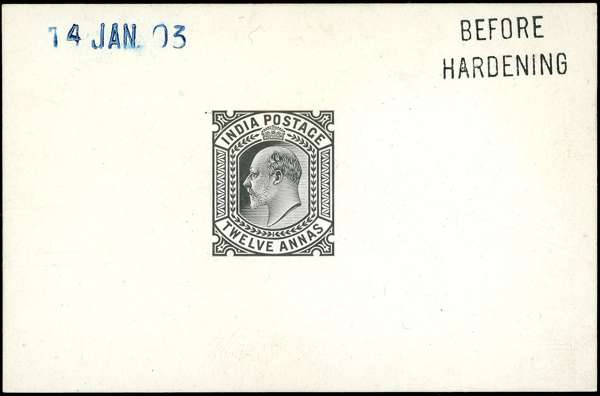 14 JAN. 03
BEFORE
HARDENING
INDIA POSTAGE
TWELVE ANNAS